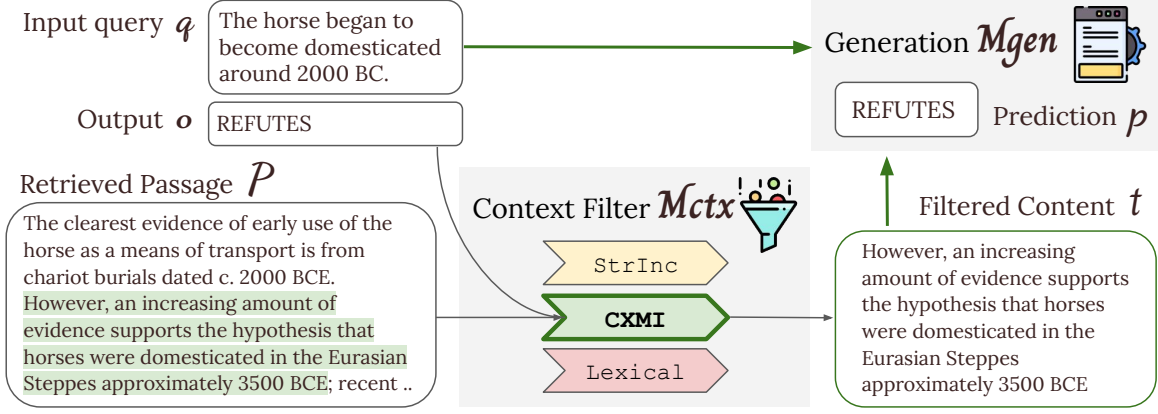 Input query q
The horse began to
become domesticated
around 2000 BC.
Output o
REFUTES
Retrieved Passage P
The clearest evidence of early use of the
horse as a means of transport is from
chariot burials dated c. 2000 BCE.
However, an increasing amount of
evidence supports the hypothesis that
horses were domesticated in the Eurasian
Steppes approximately 3500 BCE; recent ..
Context Filter Mctx
StrInc
CXMI
Lexical
Generation Mgen
REFUTES
Prediction p
Filtered Content t
However, an increasing
amount of evidence supports
the hypothesis that horses
were domesticated in the
Eurasian Steppes
approximately 3500 BCE